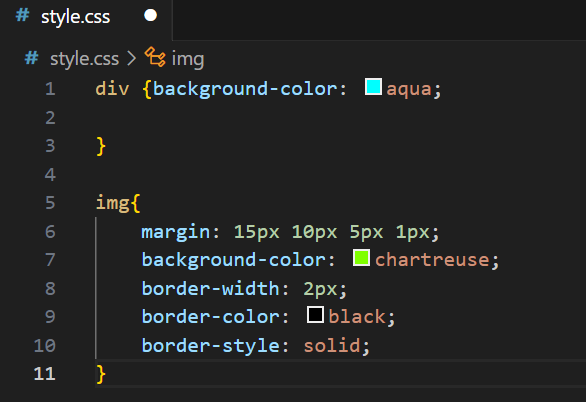 # style.css
# style.css > img
1 div {background-color: aqua;
2
3 }
4
5 img{
6 margin: 15px 10px 5px 1px;
7 background-color: chartreuse;
8 border-width: 2px;
9 border-color: black;
10 border-style: solid;
11 }